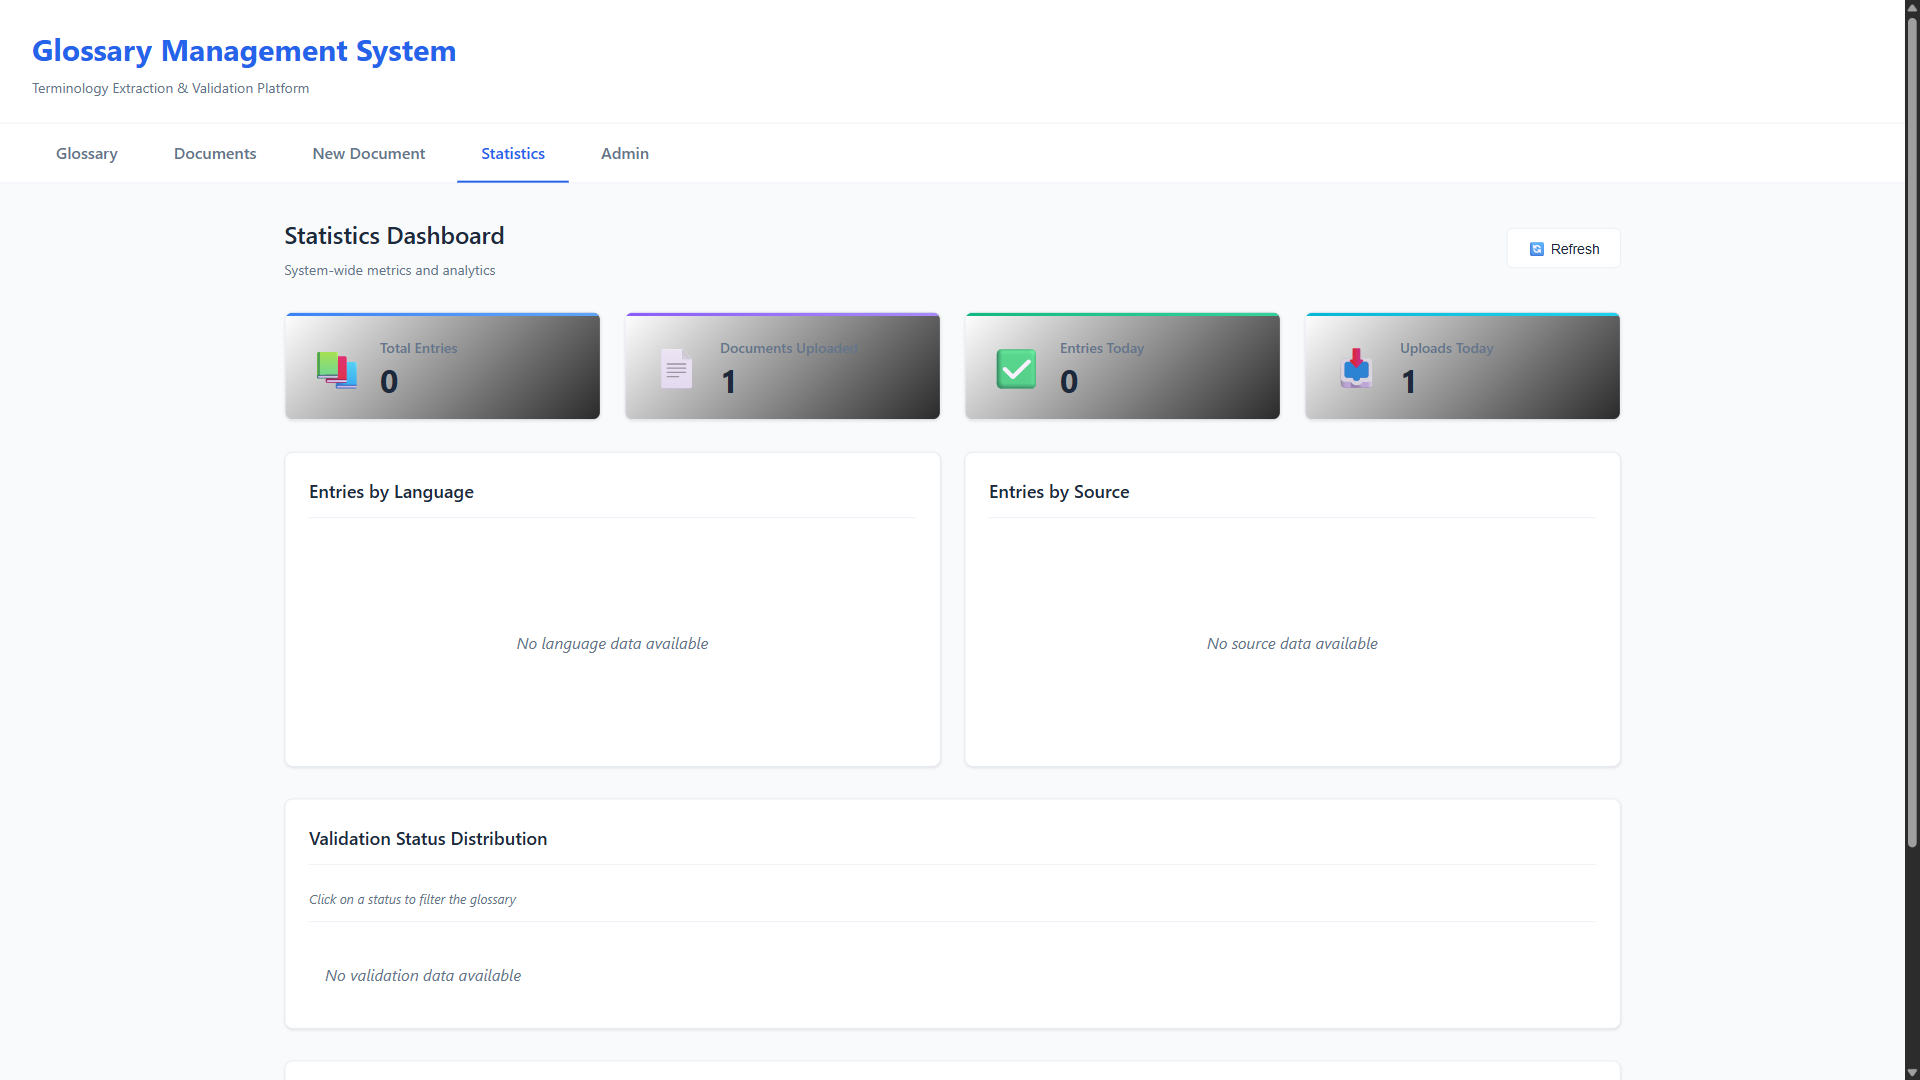 Glossary Management System
Terminology Extraction & Validation Platform
Glossary
Documents
New Document
Statistics
Admin
Statistics Dashboard
System-wide metrics and analytics
Refresh
Total Entries
0
Documents Uploaded
1
Entries Today
0
Uploads Today
1
Entries by Language
No language data available
Entries by Source
No source data available
Validation Status Distribution
Click on a status to filter the glossary
No validation data available